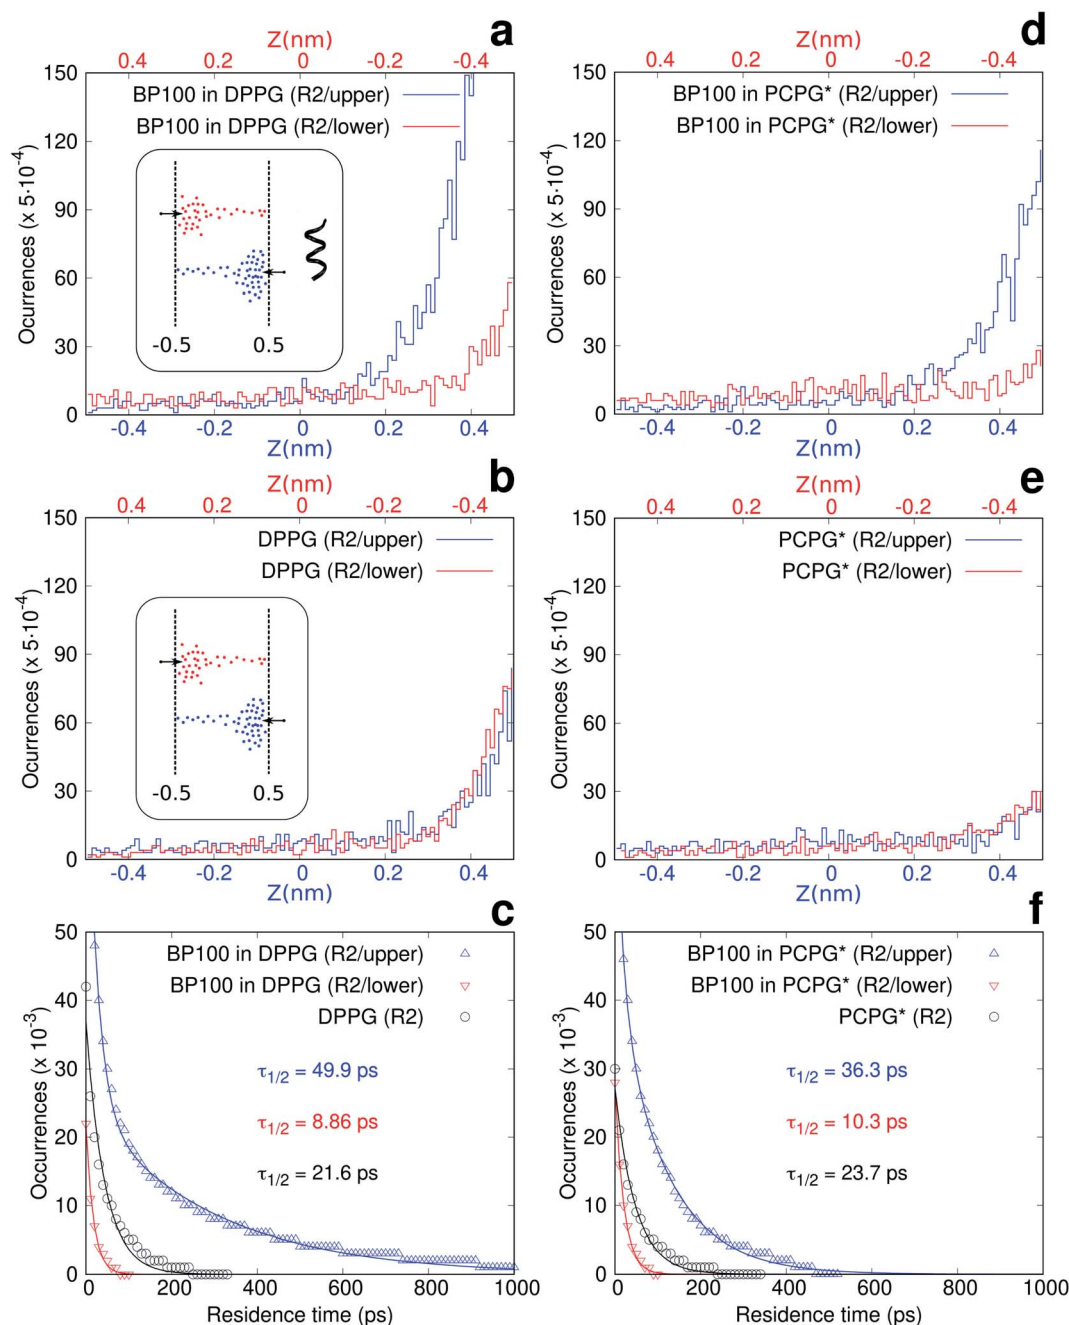 a
Z(nm)
0.4 0.2 0 -0.2 -0.4
150
120
90
60
30
0
Ocurrences (x 5·10-4)
BP100 in DPPG (R2/upper)
BP100 in DPPG (R2/lower)
-0.5 0.5
-0.4 -0.2 0 0.2 0.4
Z(nm)
d
Z(nm)
0.4 0.2 0 -0.2 -0.4
150
120
90
60
30
0
Ocurrences (x 5·10-4)
BP100 in PCPG* (R2/upper)
BP100 in PCPG* (R2/lower)
-0.4 -0.2 0 0.2 0.4
Z(nm)
b
Z(nm)
0.4 0.2 0 -0.2 -0.4
150
120
90
60
30
0
Ocurrences (x 5·10-4)
DPPG (R2/upper)
DPPG (R2/lower)
-0.5 0.5
-0.4 -0.2 0 0.2 0.4
Z(nm)
e
Z(nm)
0.4 0.2 0 -0.2 -0.4
150
120
90
60
30
0
Ocurrences (x 5·10-4)
PCPG* (R2/upper)
PCPG* (R2/lower)
-0.4 -0.2 0 0.2 0.4
Z(nm)
c
50
40
30
20
10
0
Occurrences (x 10-3)
BP100 in DPPG (R2/upper)
BP100 in DPPG (R2/lower)
DPPG (R2)
τ1/2 = 49.9 ps
τ1/2 = 8.86 ps
τ1/2 = 21.6 ps
0 200 400 600 800 1000
Residence time (ps)
f
50
40
30
20
10
0
Occurrences (x 10-3)
BP100 in PCPG* (R2/upper)
BP100 in PCPG* (R2/lower)
PCPG* (R2)
τ1/2 = 36.3 ps
τ1/2 = 10.3 ps
τ1/2 = 23.7 ps
0 200 400 600 800 1000
Residence time (ps)